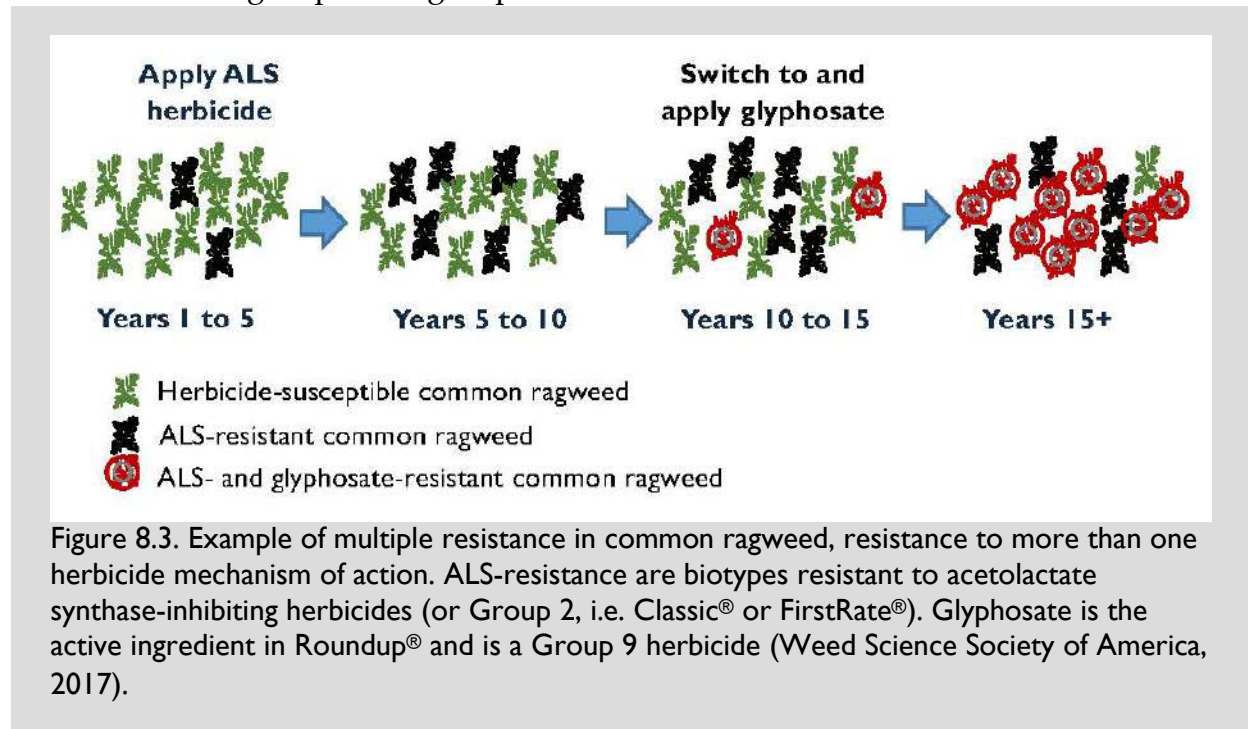 Apply ALS
herbicide
Switch to and
apply glyphosate
Years 1 to 5
Years 5 to 10
Years 10 to 15
Years 15+
Herbicide-susceptible common ragweed
ALS-resistant common ragweed
ALS- and glyphosate-resistant common ragweed
Figure 8.3. Example of multiple resistance in common ragweed, resistance to more than one
herbicide mechanism of action. ALS-resistance are biotypes resistant to acetolactate
synthase-inhibiting herbicides (or Group 2, i.e. Classic® or FirstRate®). Glyphosate is the
active ingredient in Roundup® and is a Group 9 herbicide (Weed Science Society of America,
2017).